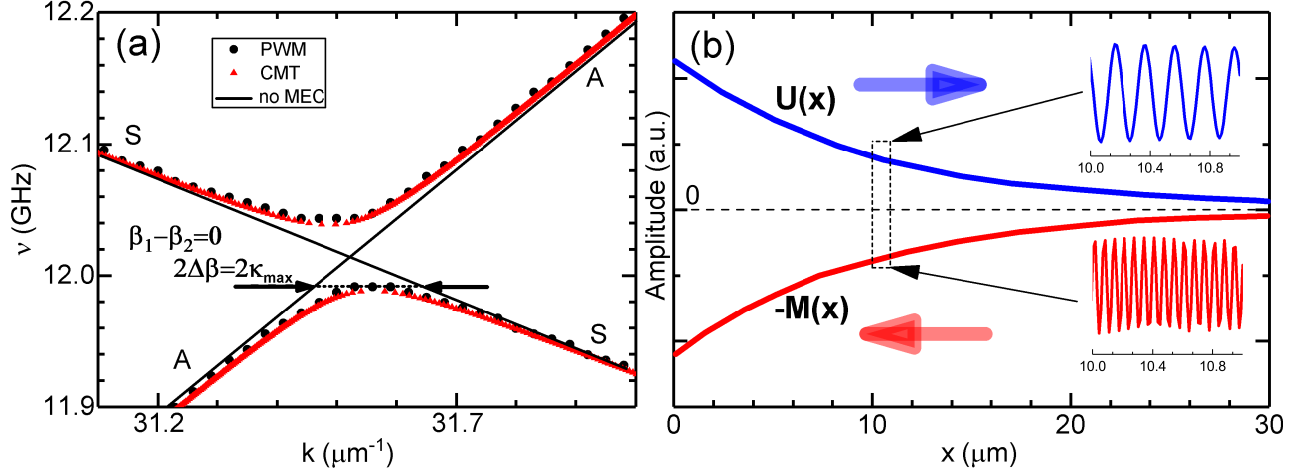 (a)
PWM
CMT
no MEC
12.2
12.1
12.0
11.9
ν (GHz)
S
A
β1−β2=0
2Δβ=2κmax
A
S
31.2
31.7
k (μm-1)
(b)
U(x)
0
-M(x)
Amplitude (a.u.)
10.0
10.4
10.8
10.0
10.4
10.8
0
10
20
30
x (μm)